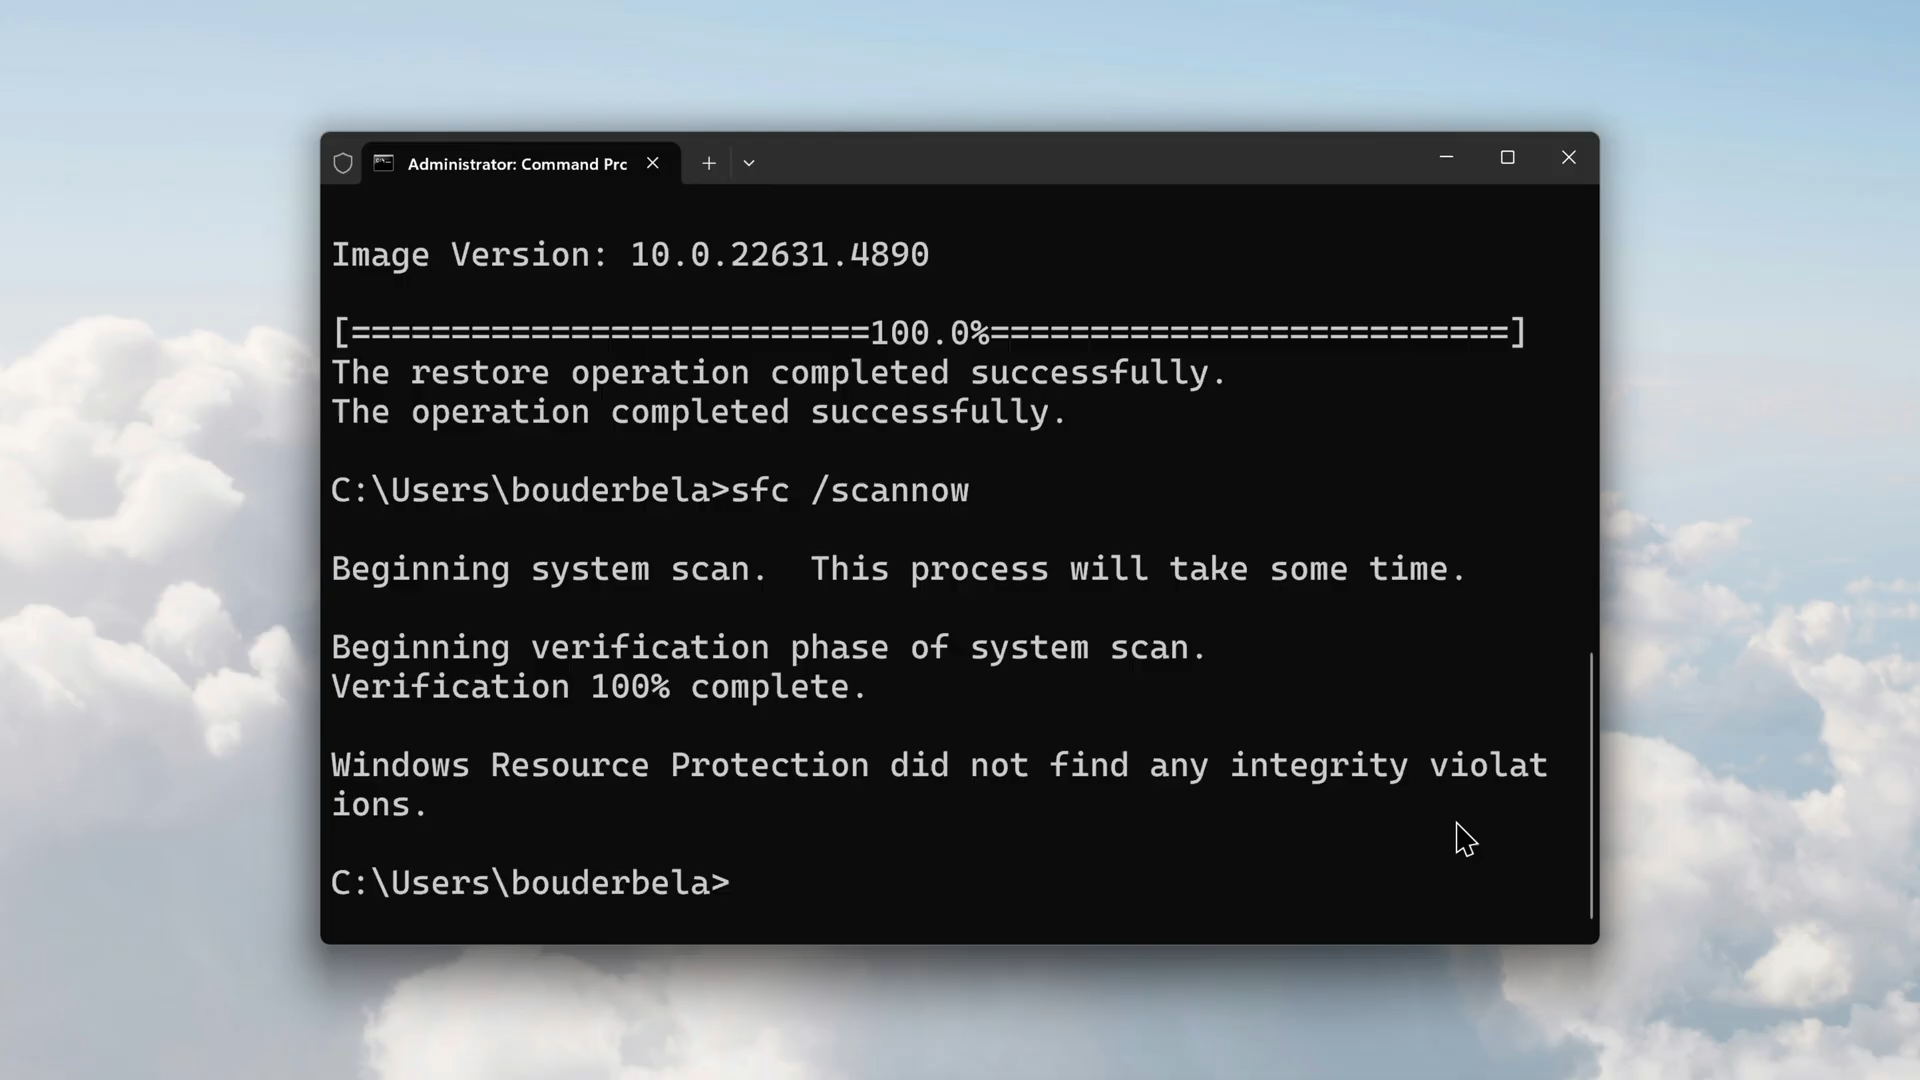 Administrator: Command Prc
Image Version: 10.0.22631.4890
[==========================100.0%==========================]
The restore operation completed successfully.
The operation completed successfully.
C:\Users\bouderbela>sfc /scannow
Beginning system scan.  This process will take some time.
Beginning verification phase of system scan.
Verification 100% complete.
Windows Resource Protection did not find any integrity violat
ions.
C:\Users\bouderbela>